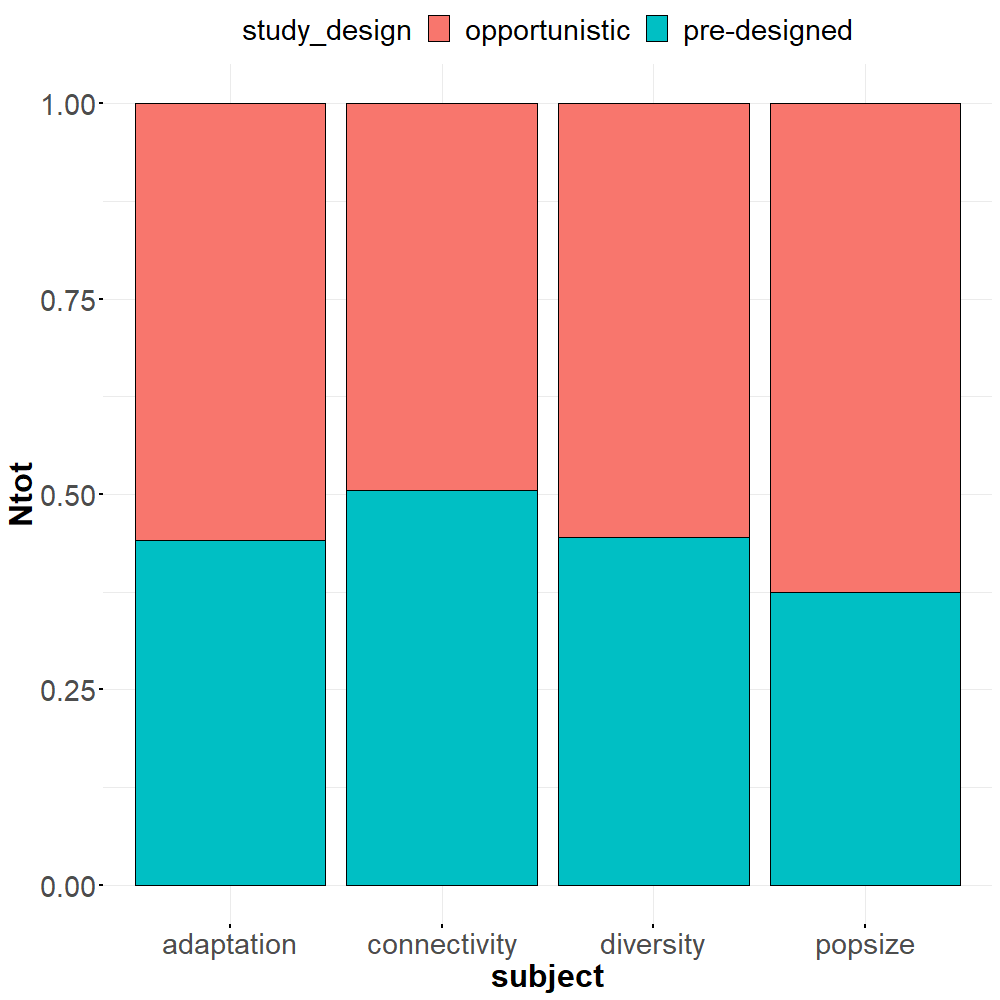 study_design opportunistic pre-designed
1.00
0.75
0.50
0.25
0.00
Ntot
adaptation connectivity diversity popsize
subject